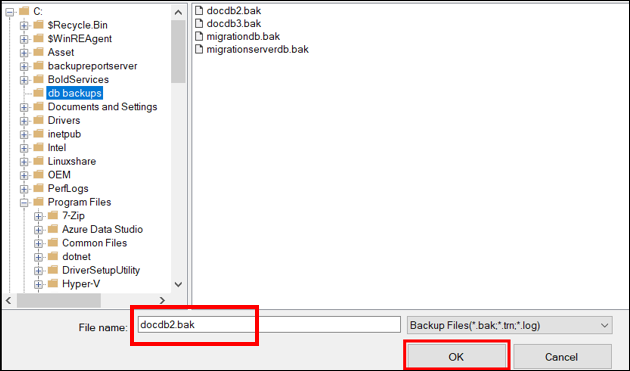 C:
$Recycle.Bin
$WinREAgent
Asset
backupreportserver
BoldServices
db backups
Documents and Settings
Drivers
inetpub
Intel
Linuxshare
OEM
PerfLogs
Program Files
7-Zip
Azure Data Studio
Common Files
dotnet
DriverSetupUtility
Hyper-V
docdb2.bak
docdb3.bak
migrationdb.bak
migrationserverdb.bak
File name: docdb2.bak Backup Files(*.bak;*.trn;*.log)
OK Cancel